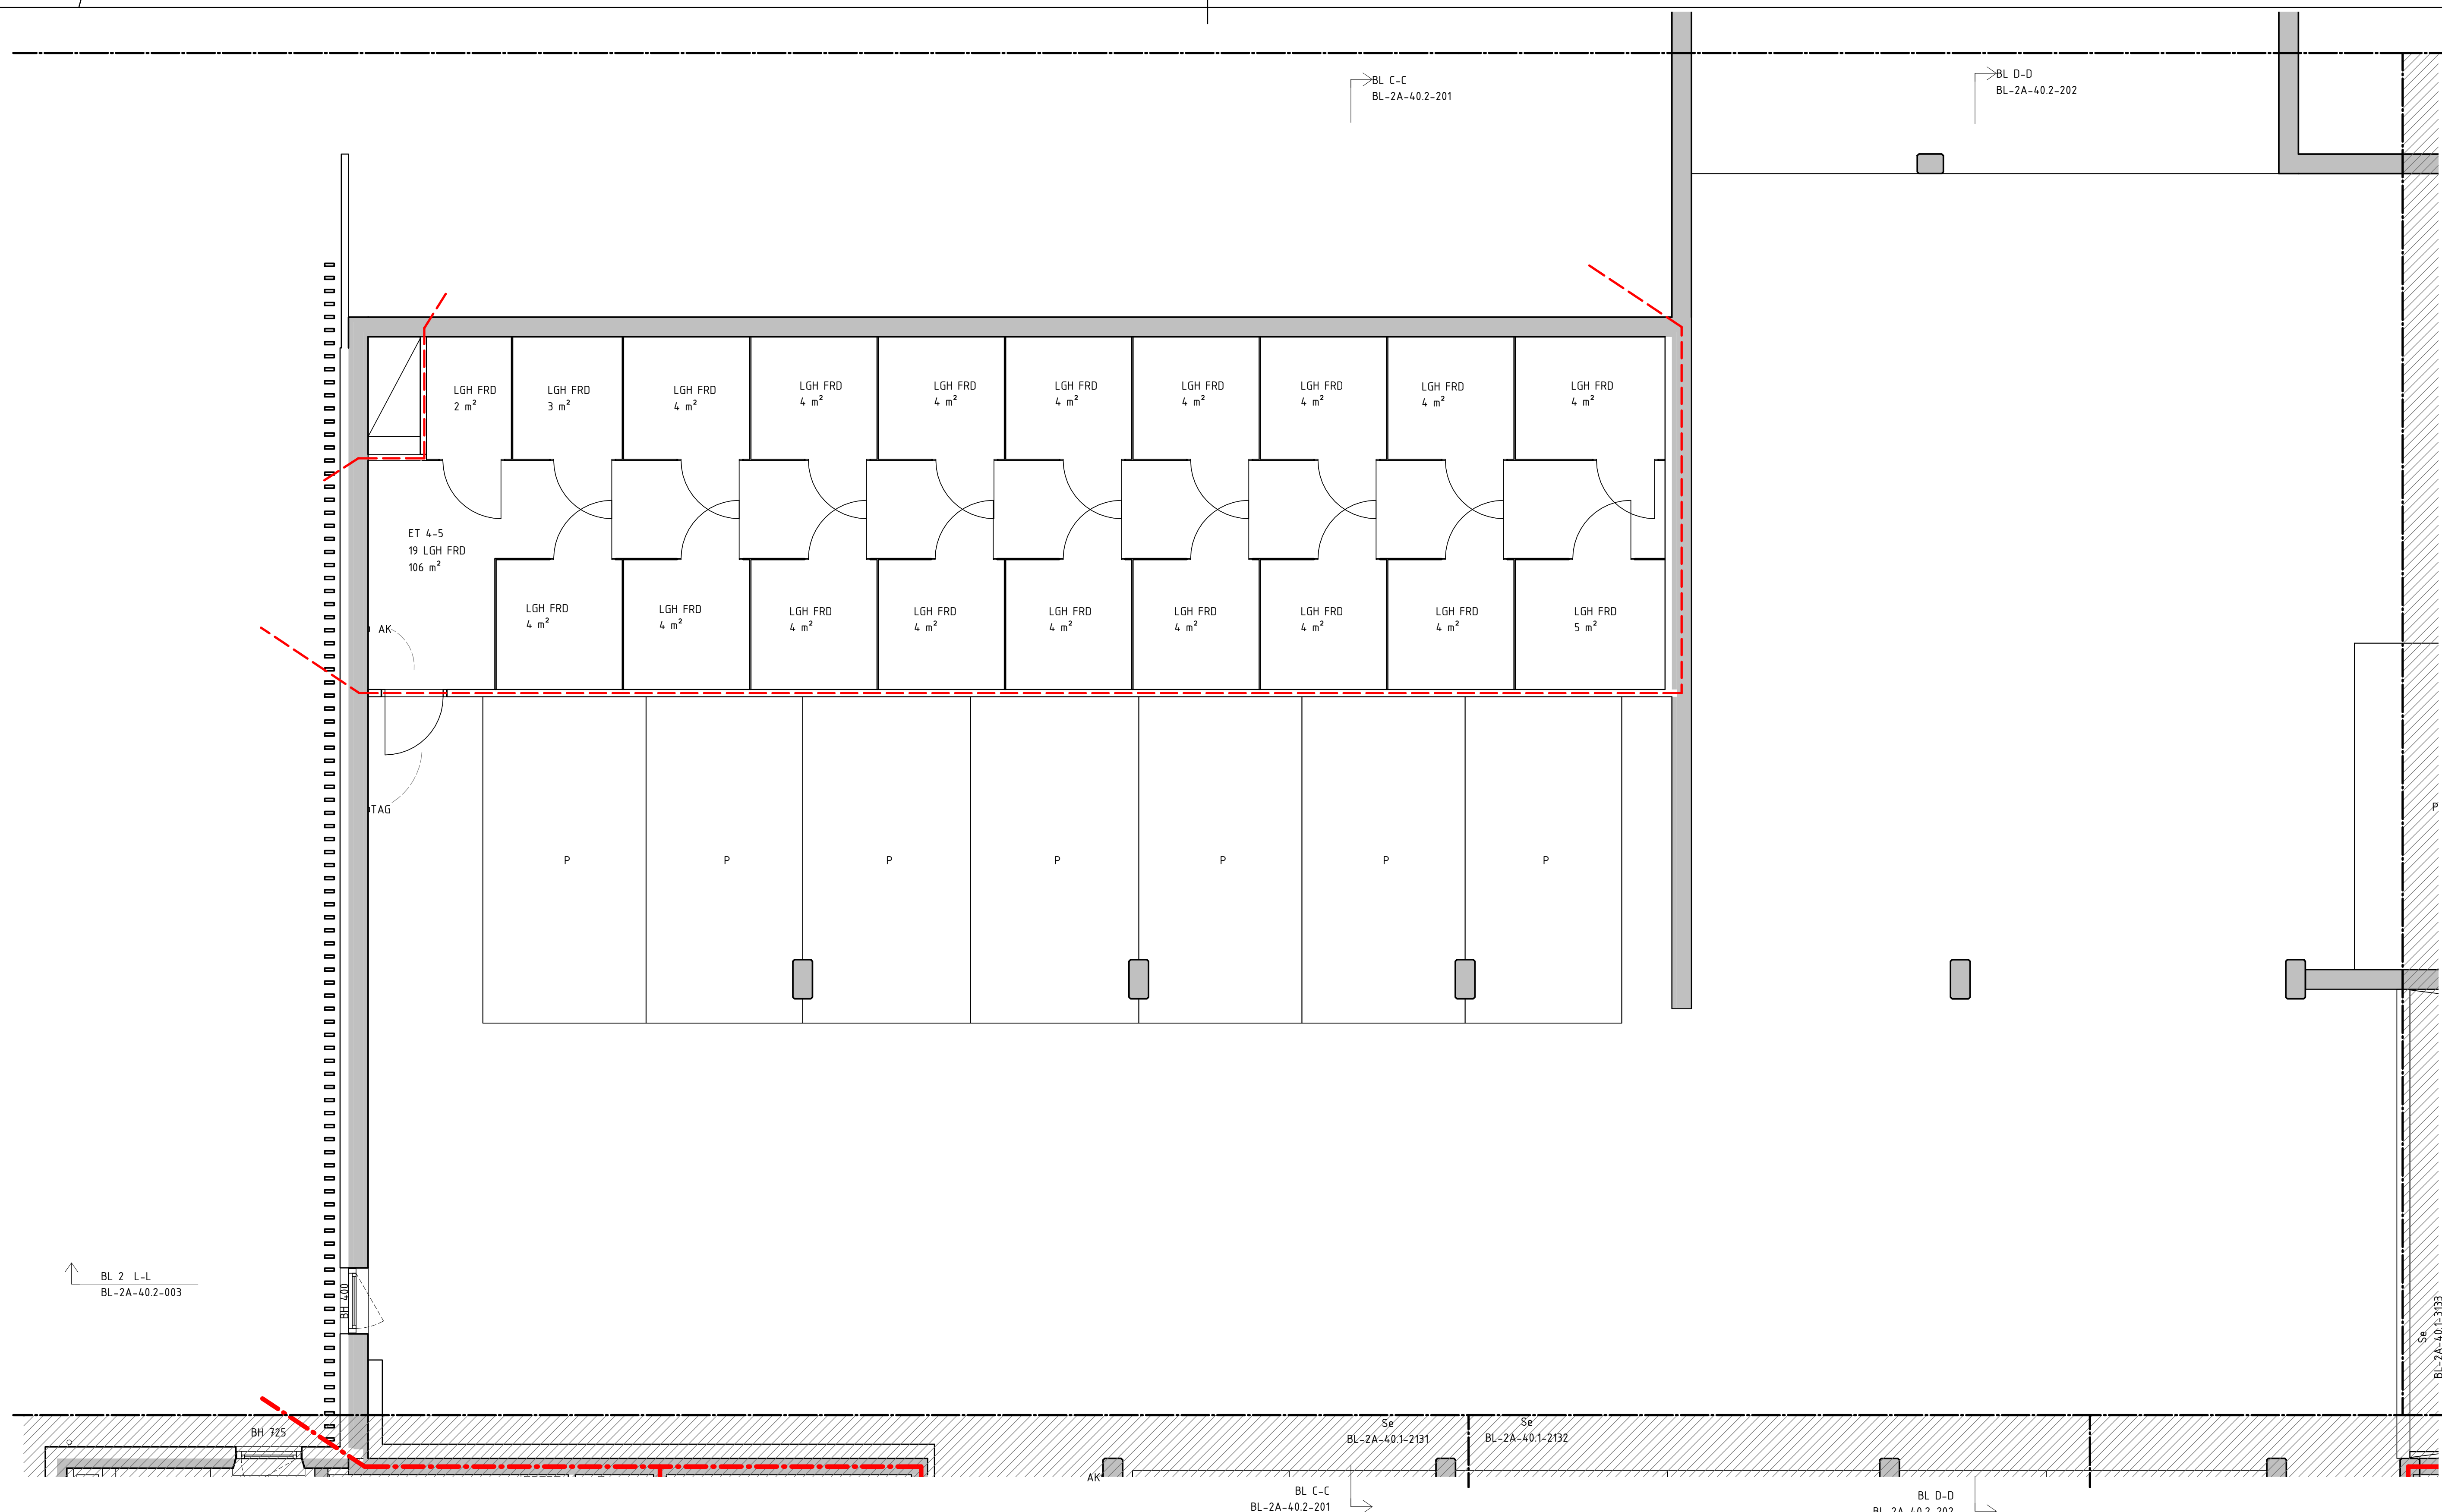 BL C-C
BL-2A-40.2-201
BL D-D
BL-2A-40.2-202
LGH FRD
2 m²
LGH FRD
3 m²
LGH FRD
4 m²
LGH FRD
4 m²
LGH FRD
4 m²
LGH FRD
4 m²
LGH FRD
4 m²
LGH FRD
4 m²
LGH FRD
4 m²
LGH FRD
4 m²
ET 4-5
19 LGH FRD
106 m²
LGH FRD
4 m²
LGH FRD
4 m²
LGH FRD
4 m²
LGH FRD
4 m²
LGH FRD
4 m²
LGH FRD
4 m²
LGH FRD
4 m²
LGH FRD
4 m²
LGH FRD
5 m²
AK
TAG
P
P
P
P
P
P
P
P
BL 2 L-L
BL-2A-40.2-003
BH 400
Se
BL-2A-40.1-3133
BH 725
Se
BL-2A-40.1-2131
Se
BL-2A-40.1-2132
AK
BL C-C
BL-2A-40.2-201
BL D-D
BL-2A-40.2-202